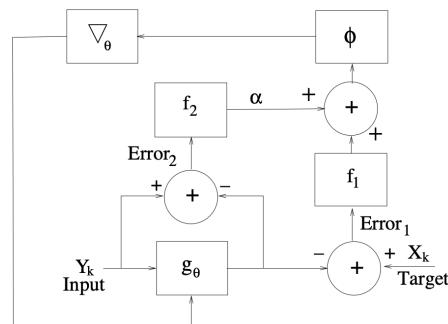 ▽θ
ϕ
f2
α
+
+
+
Error2
f1
+
+
−
Error1
Yk
Input
gθ
−
+
+
Xk
Target